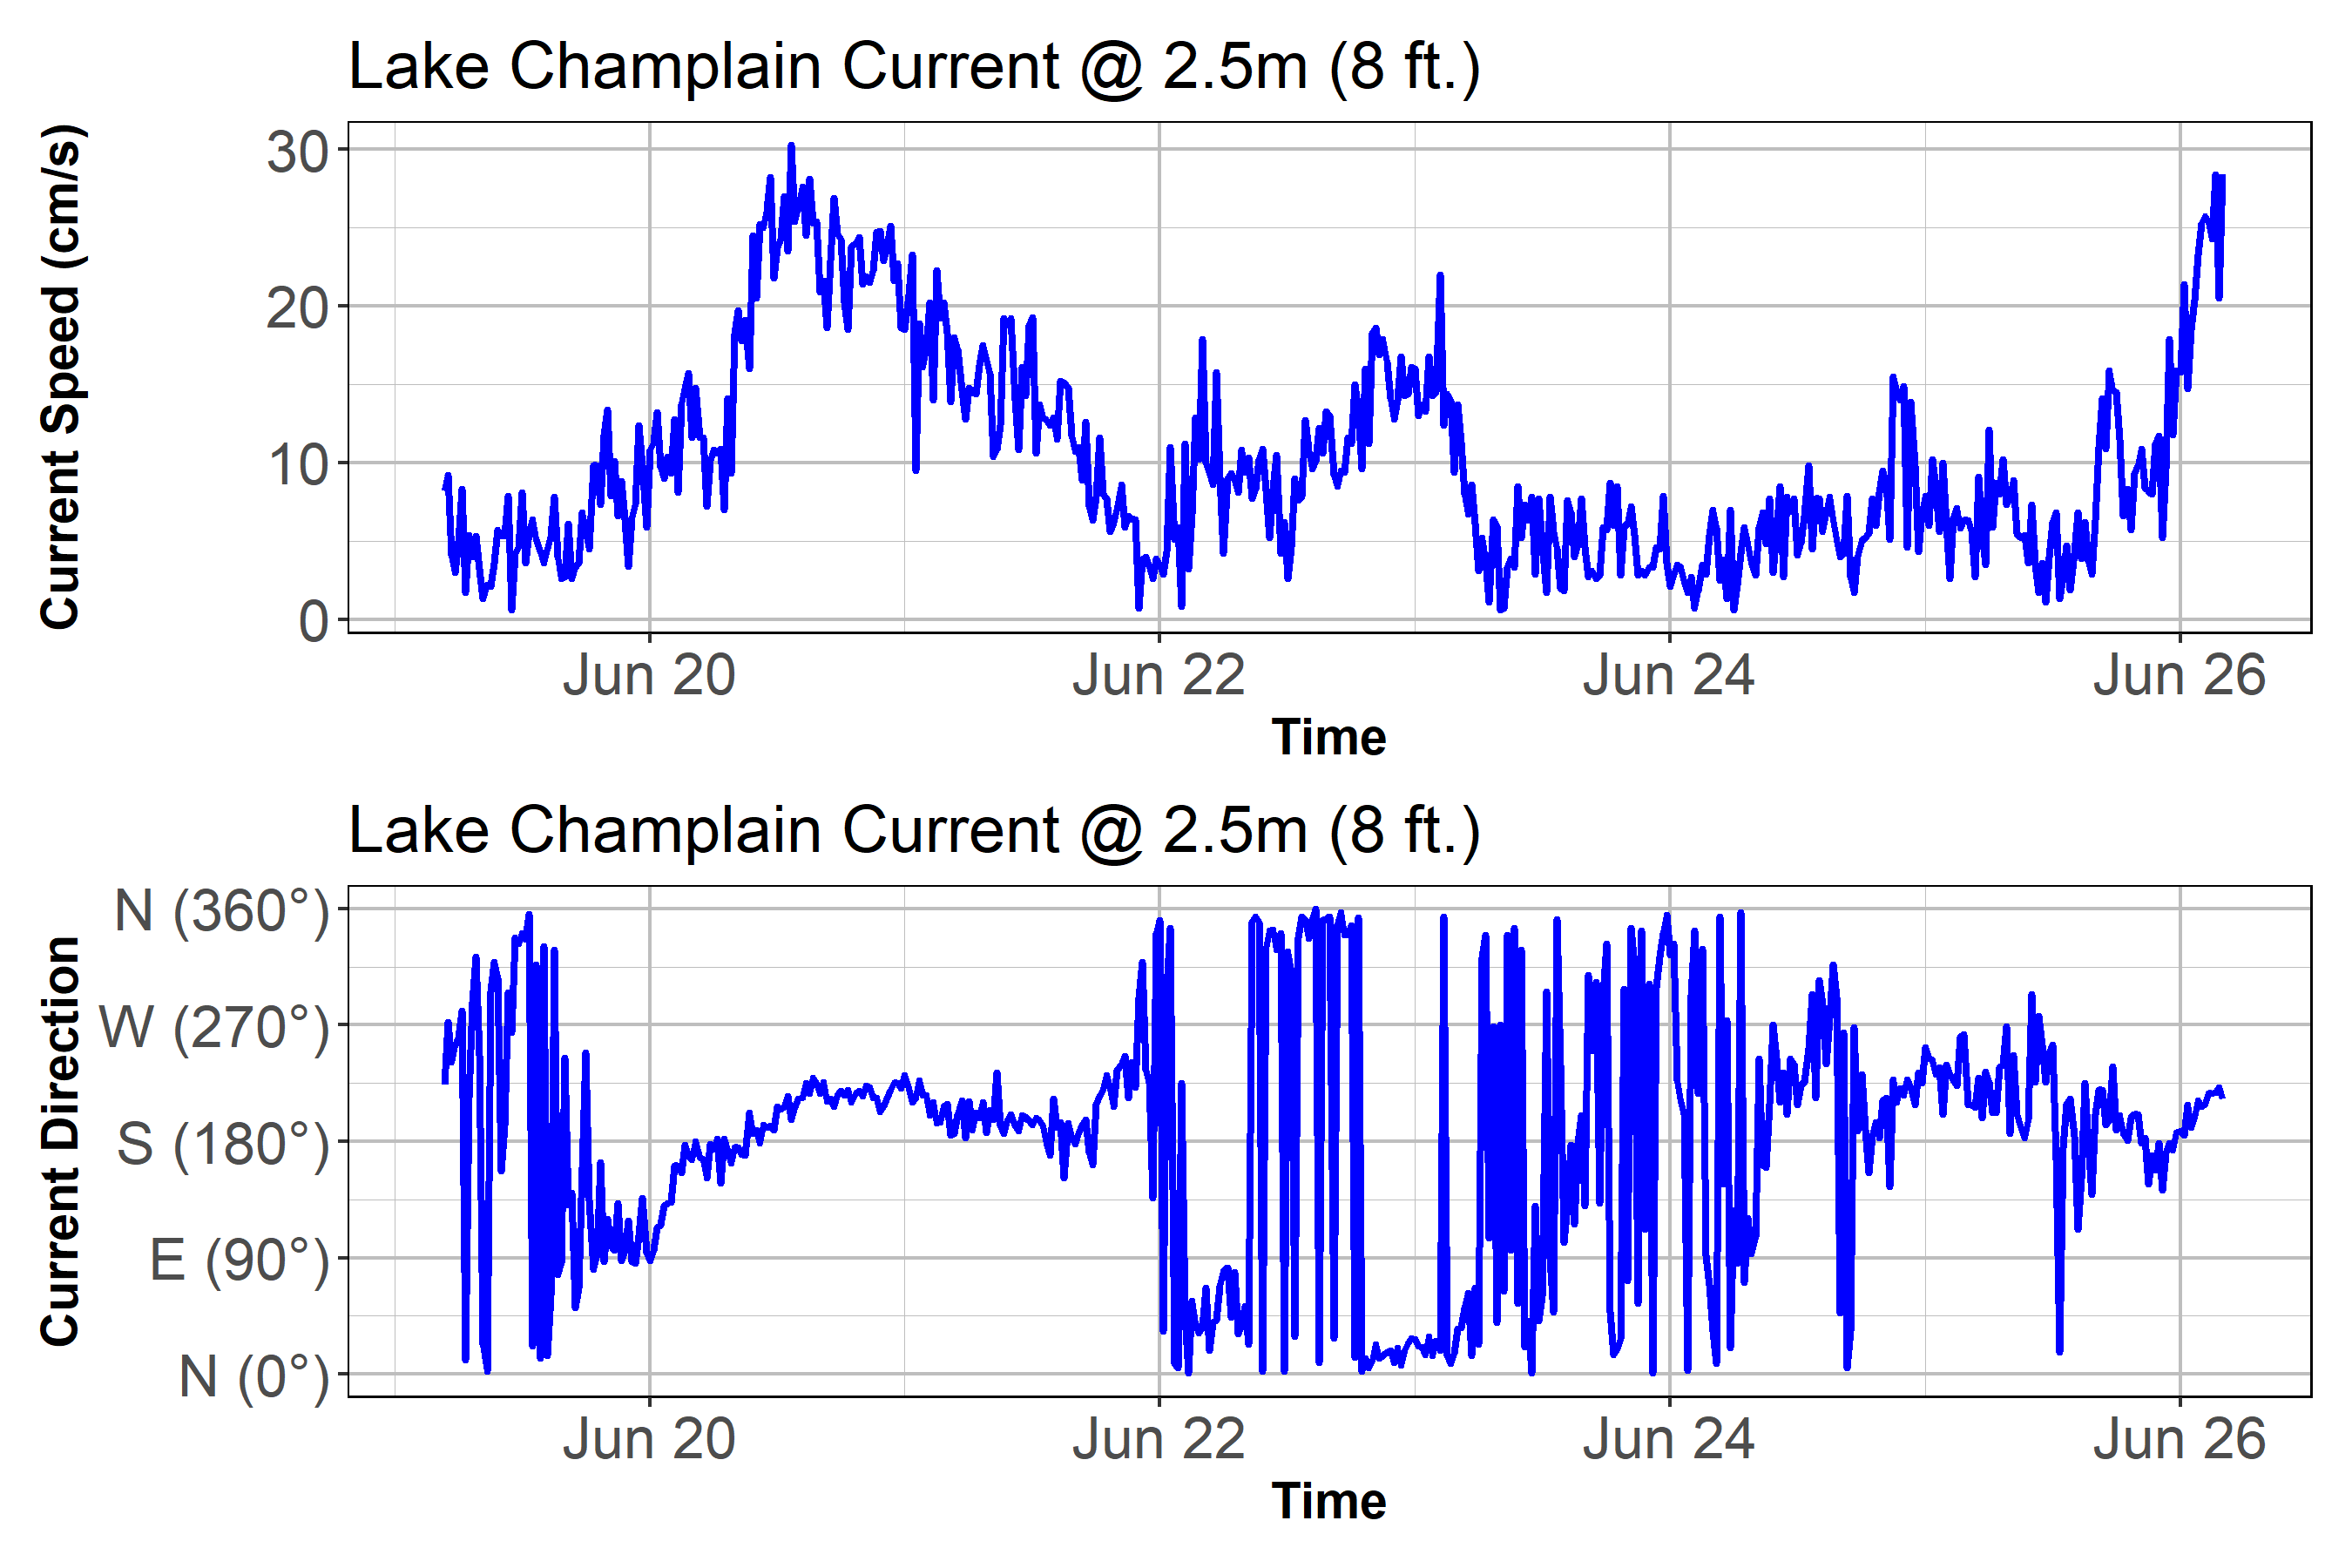 Lake Champlain Current @ 2.5m (8 ft.)
Current Speed (cm/s)
30
20
10
0
Jun 20 Jun 22 Jun 24 Jun 26
Time
Lake Champlain Current @ 2.5m (8 ft.)
Current Direction
N (360°)
W (270°)
S (180°)
E (90°)
N (0°)
Jun 20 Jun 22 Jun 24 Jun 26
Time